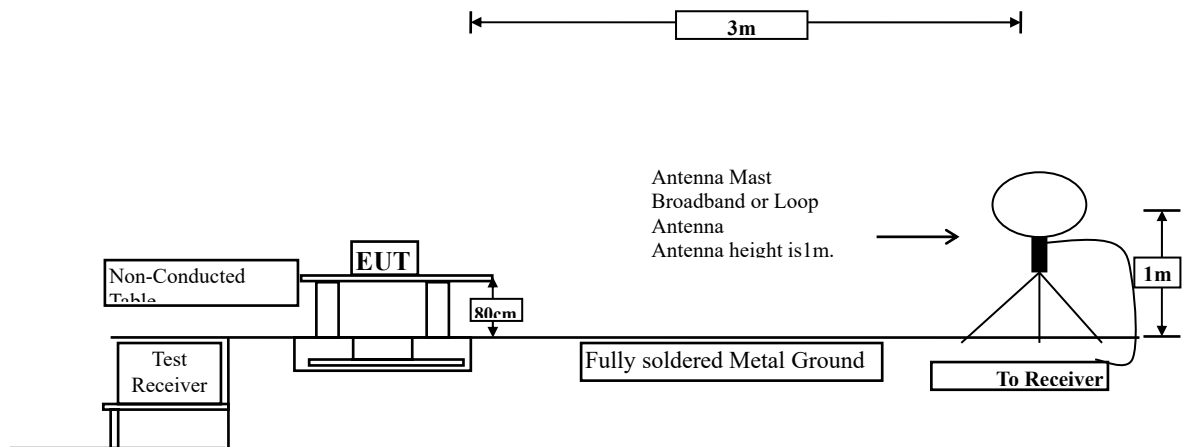 3m
Antenna Mast
Broadband or Loop
Antenna
Antenna height is1m.
EUT
Non-Conducted
Table
80cm
1m
Test
Receiver
Fully soldered Metal Ground
To Receiver